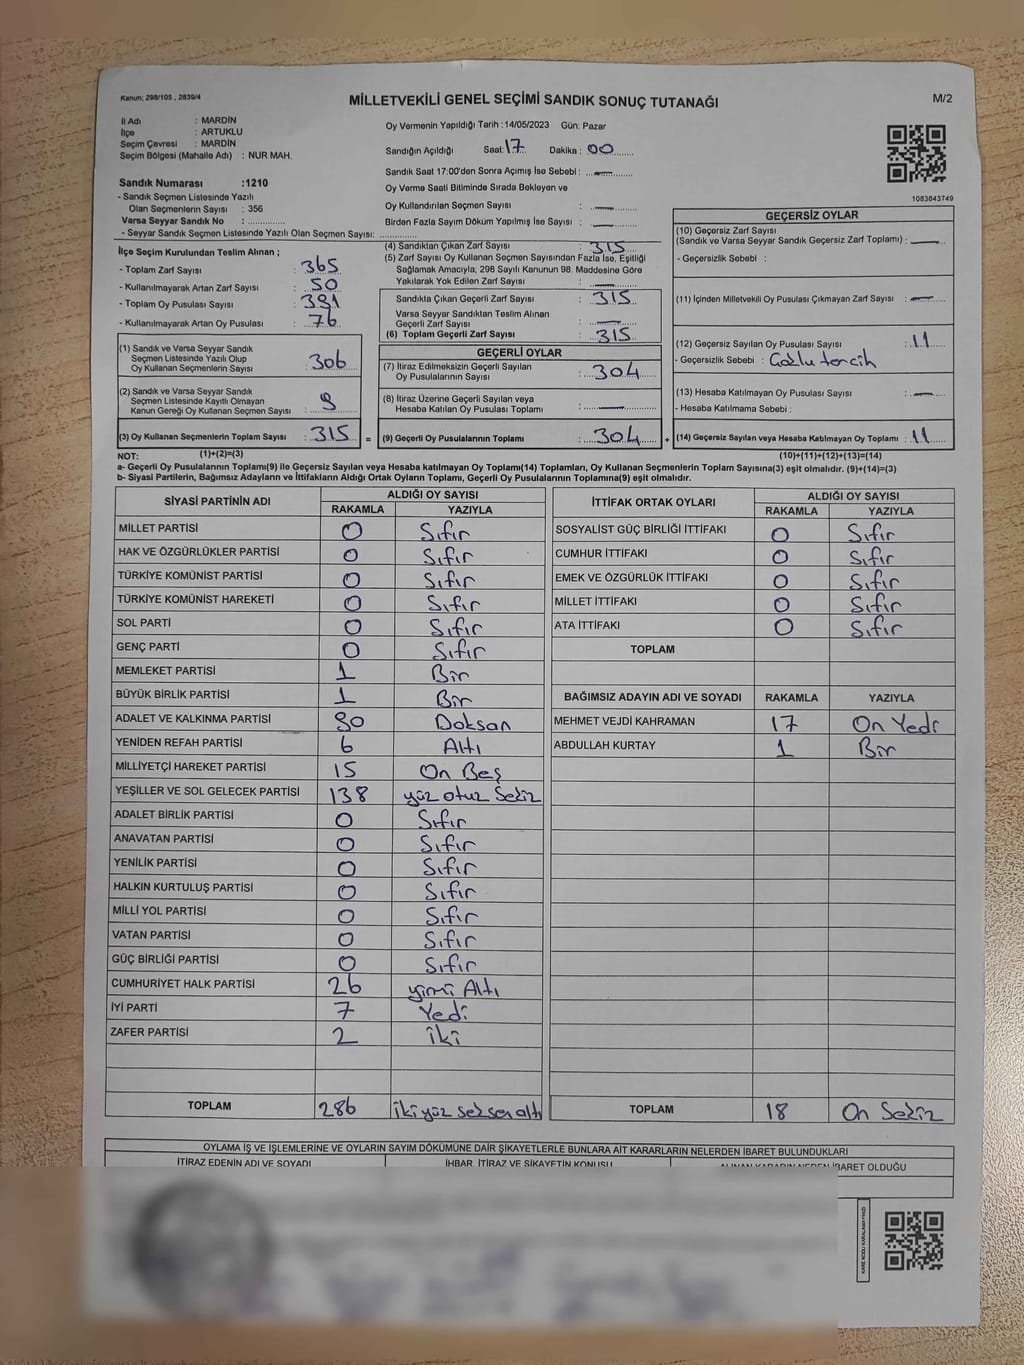 Kanun; 298/105 , 2839/4
MİLLETVEKİLİ GENEL SEÇİMİ SANDIK SONUÇ TUTANAĞI
M/2
İl Adı : MARDİN
İlçe : ARTUKLU
Seçim Çevresi : MARDİN
Seçim Bölgesi (Mahalle Adı) : NUR MAH.
Sandık Numarası :1210
- Sandık Seçmen Listesinde Yazılı
Olan Seçmenlerin Sayısı : 356
Varsa Seyyar Sandık No : ..............
- Seyyar Sandık Seçmen Listesinde Yazılı Olan Seçmen Sayısı: ..............
Oy Vermenin Yapıldığı Tarih :14/05/2023 Gün: Pazar
Sandığın Açıldığı Saat: 17 Dakika : 00
Sandık Saat 17:00'den Sonra Açımış İse Sebebi : —
Oy Verme Saati Bitiminde Sırada Bekleyen ve
Oy Kullandırılan Seçmen Sayısı : —
Birden Fazla Sayım Döküm Yapılmış İse Sayısı : —
1083843749
İlçe Seçim Kurulundan Teslim Alınan ;
- Toplam Zarf Sayısı : 365
- Kullanılmayarak Artan Zarf Sayısı : 50
- Toplam Oy Pusulası Sayısı : 391
- Kullanılmayarak Artan Oy Pusulası : 76
(1) Sandık ve Varsa Seyyar Sandık
Seçmen Listesinde Yazılı Olup
Oy Kullanan Seçmenlerin Sayısı : 306
(2) Sandık ve Varsa Seyyar Sandık
Seçmen Listesinde Kayıtlı Olmayan
Kanun Gereği Oy Kullanan Seçmen Sayısı : 9
(3) Oy Kullanan Seçmenlerin Toplam Sayısı : 315 =
(4) Sandıktan Çıkan Zarf Sayısı : 315
(5) Zarf Sayısı Oy Kullanan Seçmen Sayısından Fazla İse, Eşitliği
Sağlamak Amacıyla; 298 Sayılı Kanunun 98. Maddesine Göre
Yakılarak Yok Edilen Zarf Sayısı : —
Sandıkta Çıkan Geçerli Zarf Sayısı : 315
Varsa Seyyar Sandıktan Teslim Alınan
Geçerli Zarf Sayısı : —
(6) Toplam Geçerli Zarf Sayısı : 315
GEÇERLİ OYLAR
(7) İtiraz Edilmeksizin Geçerli Sayılan
Oy Pusulalarının Sayısı : 304
(8) İtiraz Üzerine Geçerli Sayılan veya
Hesaba Katılan Oy Pusulası Toplamı : —
(9) Geçerli Oy Pusulalarının Toplamı : 304 +
GEÇERSİZ OYLAR
(10) Geçersiz Zarf Sayısı
(Sandık ve Varsa Seyyar Sandık Geçersiz Zarf Toplamı) : —
- Geçersizlik Sebebi :
(11) İçinden Milletvekili Oy Pusulası Çıkmayan Zarf Sayısı : —
(12) Geçersiz Sayılan Oy Pusulası Sayısı : 11
- Geçersizlik Sebebi : Çoklu tercih
(13) Hesaba Katılmayan Oy Pusulası Sayısı : —
- Hesaba Katılmama Sebebi :
(14) Geçersiz Sayılan veya Hesaba Katılmayan Oy Toplamı : 11
NOT: (1)+(2)=(3) (10)+(11)+(12)+(13)=(14)
a- Geçerli Oy Pusulalarının Toplamı(9) ile Geçersiz Sayılan veya Hesaba katılmayan Oy Toplamı(14) Toplamları, Oy Kullanan Seçmenlerin Toplam Sayısına(3) eşit olmalıdır. (9)+(14)=(3)
b- Siyasi Partilerin, Bağımsız Adayların ve İttifakların Aldığı Ortak Oyların Toplamı, Geçerli Oy Pusulalarının Toplamına(9) eşit olmalıdır.
SİYASİ PARTİNİN ADI ALDIĞI OY SAYISI
RAKAMLA YAZIYLA
MİLLET PARTİSİ 0 Sıfır
HAK VE ÖZGÜRLÜKLER PARTİSİ 0 Sıfır
TÜRKİYE KOMÜNİST PARTİSİ 0 Sıfır
TÜRKİYE KOMÜNİST HAREKETİ 0 Sıfır
SOL PARTİ 0 Sıfır
GENÇ PARTİ 0 Sıfır
MEMLEKET PARTİSİ 1 Bir
BÜYÜK BİRLİK PARTİSİ 1 Bir
ADALET VE KALKINMA PARTİSİ 90 Doksan
YENİDEN REFAH PARTİSİ 6 Altı
MİLLİYETÇİ HAREKET PARTİSİ 15 On Beş
YEŞİLLER VE SOL GELECEK PARTİSİ 138 yüz otuz Sekiz
ADALET BİRLİK PARTİSİ 0 Sıfır
ANAVATAN PARTİSİ 0 Sıfır
YENİLİK PARTİSİ 0 Sıfır
HALKIN KURTULUŞ PARTİSİ 0 Sıfır
MİLLİ YOL PARTİSİ 0 Sıfır
VATAN PARTİSİ 0 Sıfır
GÜÇ BİRLİĞİ PARTİSİ 0 Sıfır
CUMHURİYET HALK PARTİSİ 26 yirmi Altı
İYİ PARTİ 7 Yedi
ZAFER PARTİSİ 2 İki
TOPLAM 286 İki yüz seksen altı
İTTİFAK ORTAK OYLARI ALDIĞI OY SAYISI
RAKAMLA YAZIYLA
SOSYALİST GÜÇ BİRLİĞİ İTTİFAKI 0 Sıfır
CUMHUR İTTİFAKI 0 Sıfır
EMEK VE ÖZGÜRLÜK İTTİFAKI 0 Sıfır
MİLLET İTTİFAKI 0 Sıfır
ATA İTTİFAKI 0 Sıfır
TOPLAM
BAĞIMSIZ ADAYIN ADI VE SOYADI RAKAMLA YAZIYLA
MEHMET VEJDİ KAHRAMAN 17 On Yedi
ABDULLAH KURTAY 1 Bir
TOPLAM 18 On Sekiz
OYLAMA İŞ VE İŞLEMLERİNE VE OYLARIN SAYIM DÖKÜMÜNE DAİR ŞİKAYETLERLE BUNLARA AİT KARARLARIN NELERDEN İBARET BULUNDUKLARI
İTİRAZ EDENİN ADI VE SOYADI İHBAR, İTİRAZ VE ŞİKAYETİN KONUSU ALINAN KARARIN NEDEN İBARET OLDUĞU